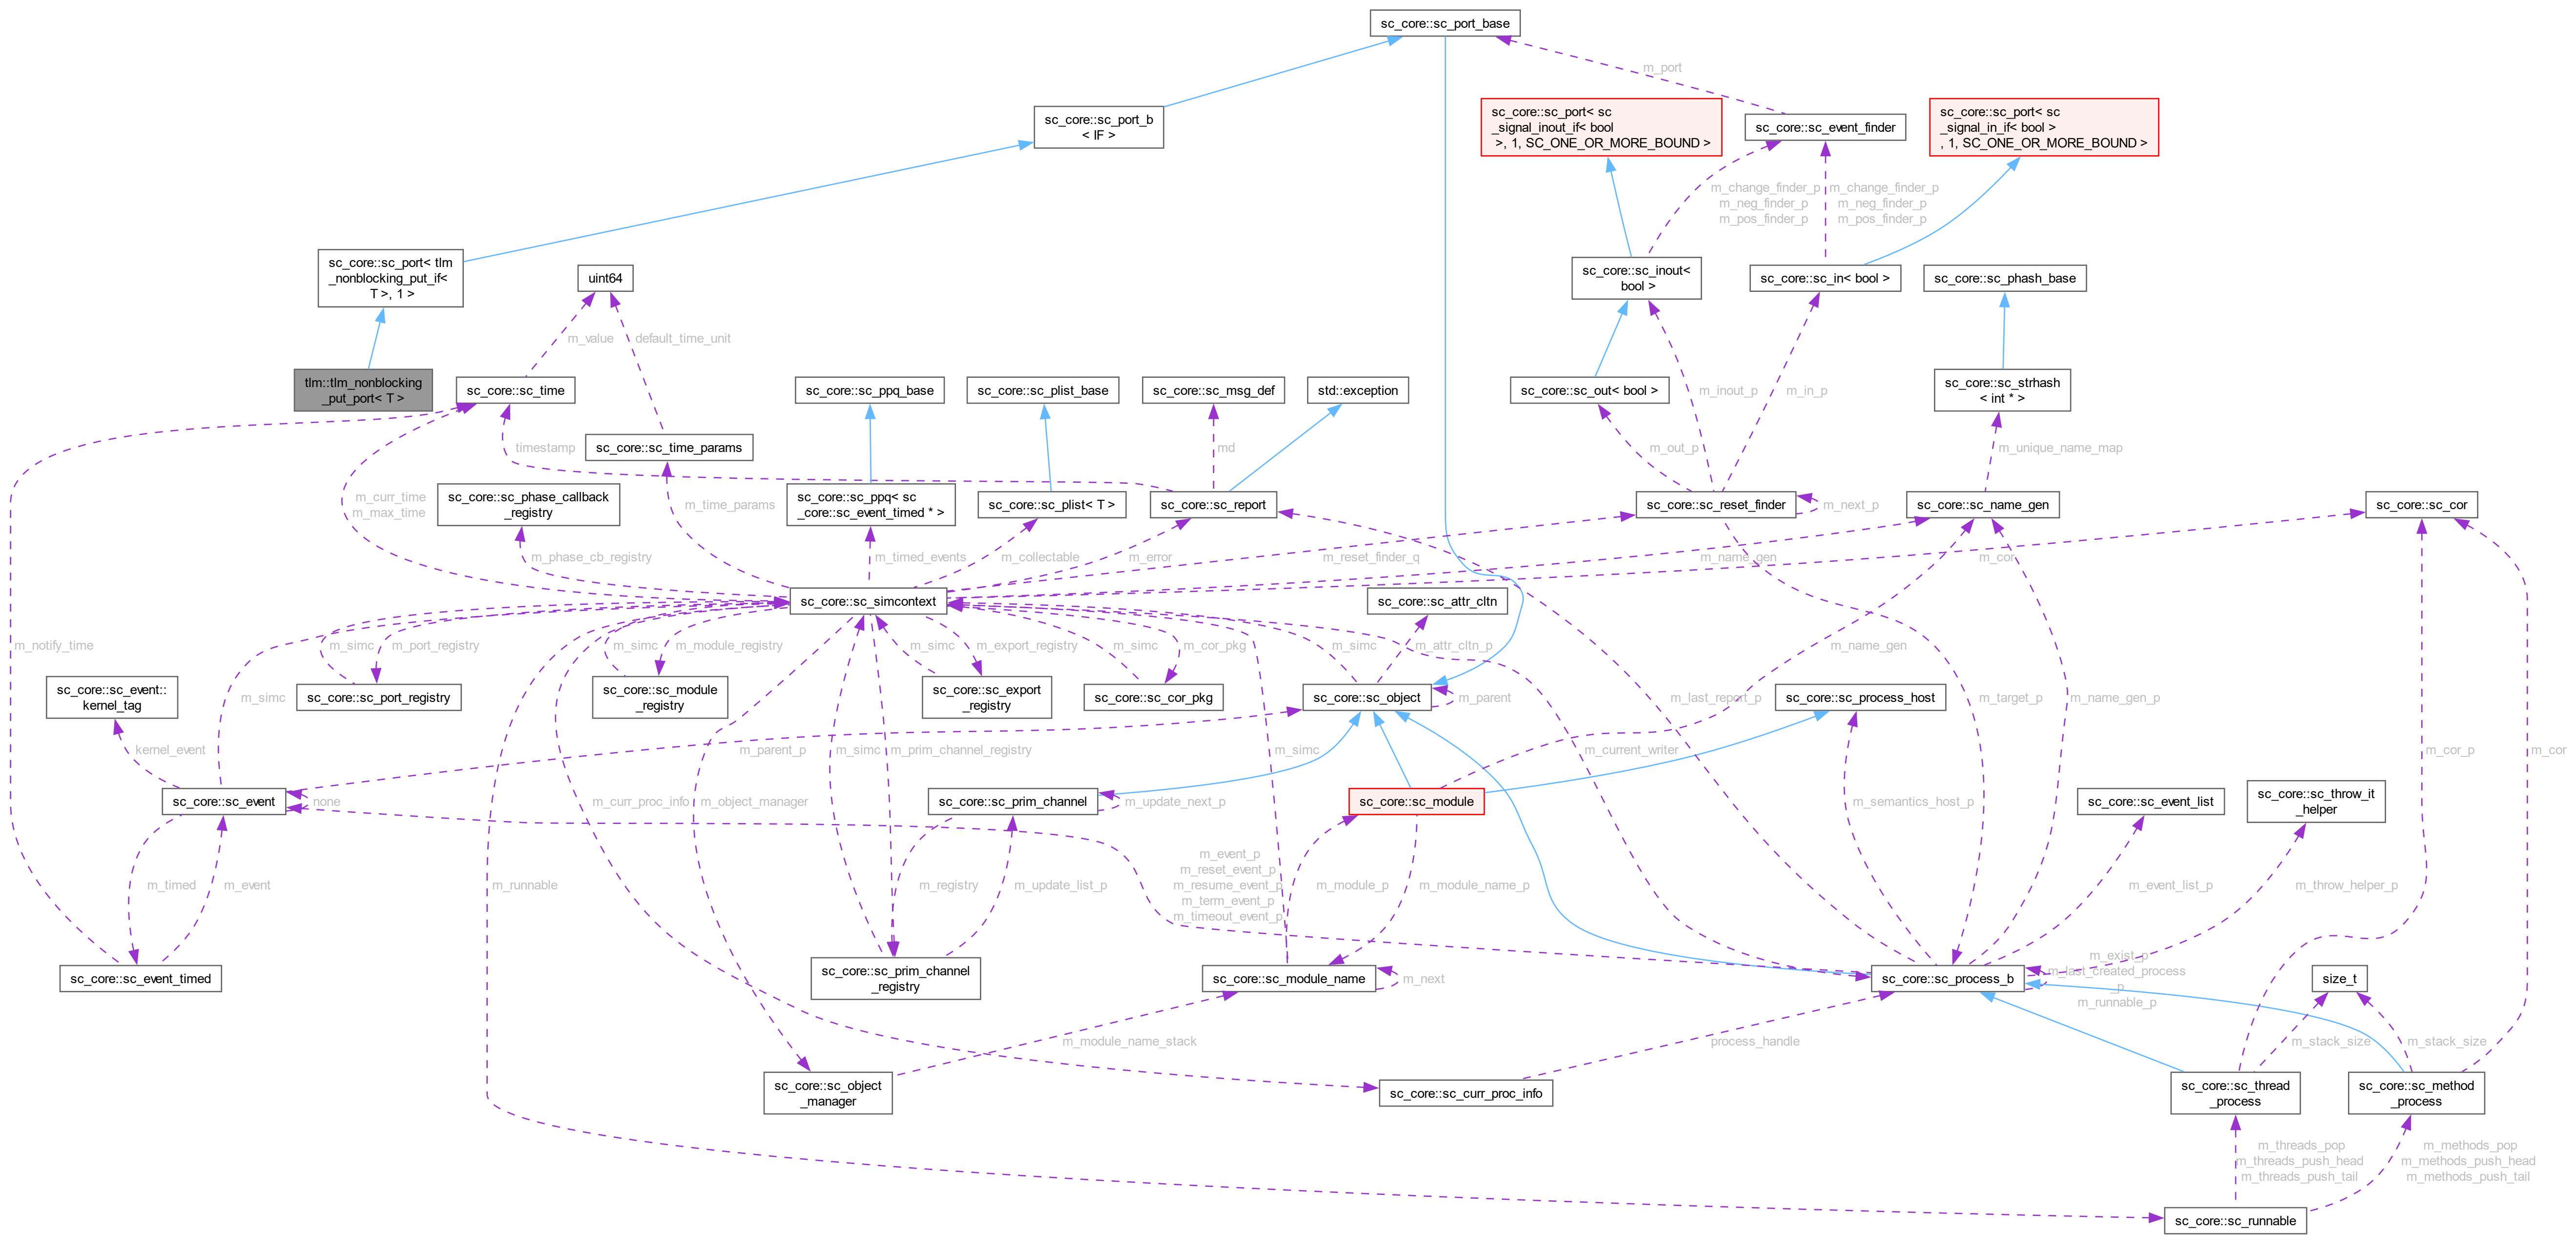 sc_core::sc_port_base
m_port
sc_core::sc_port_b
< IF >
sc_core::sc_port< sc
_signal_inout_if< bool
>, 1, SC_ONE_OR_MORE_BOUND >
sc_core::sc_event_finder
sc_core::sc_port< sc
_signal_in_if< bool >
, 1, SC_ONE_OR_MORE_BOUND >
m_change_finder_p
m_neg_finder_p
m_pos_finder_p
m_change_finder_p
m_neg_finder_p
m_pos_finder_p
sc_core::sc_port< tlm
_nonblocking_put_if<
T >, 1 >
uint64
sc_core::sc_inout<
bool >
sc_core::sc_in< bool >
sc_core::sc_phash_base
m_value
default_time_unit
tlm::tlm_nonblocking
_put_port< T >
sc_core::sc_time
sc_core::sc_ppq_base
sc_core::sc_plist_base
sc_core::sc_msg_def
std::exception
sc_core::sc_out< bool >
m_inout_p
m_in_p
sc_core::sc_strhash
< int * >
sc_core::sc_time_params
timestamp
md
m_out_p
m_unique_name_map
m_curr_time
m_max_time
sc_core::sc_phase_callback
_registry
m_time_params
sc_core::sc_ppq< sc
_core::sc_event_timed * >
sc_core::sc_plist< T >
sc_core::sc_report
sc_core::sc_reset_finder
m_next_p
sc_core::sc_name_gen
sc_core::sc_cor
m_phase_cb_registry
m_timed_events
m_collectable
m_error
m_reset_finder_q
m_name_gen
m_cor
sc_core::sc_simcontext
sc_core::sc_attr_cltn
m_notify_time
m_simc
m_port_registry
m_simc
m_module_registry
m_simc
m_export_registry
m_simc
m_cor_pkg
m_simc
m_attr_cltn_p
m_name_gen
sc_core::sc_event::
kernel_tag
m_simc
sc_core::sc_port_registry
sc_core::sc_module
_registry
sc_core::sc_export
_registry
sc_core::sc_cor_pkg
sc_core::sc_object
m_parent
m_last_report_p
sc_core::sc_process_host
m_target_p
m_name_gen_p
kernel_event
m_parent_p
m_simc
m_prim_channel_registry
m_simc
m_current_writer
m_cor_p
m_cor
sc_core::sc_event
none
m_curr_proc_info
m_object_manager
sc_core::sc_prim_channel
m_update_next_p
sc_core::sc_module
m_semantics_host_p
sc_core::sc_event_list
sc_core::sc_throw_it
_helper
m_timed
m_event
m_runnable
m_registry
m_update_list_p
m_event_p
m_reset_event_p
m_resume_event_p
m_term_event_p
m_timeout_event_p
m_module_p
m_module_name_p
m_event_list_p
m_throw_helper_p
sc_core::sc_event_timed
sc_core::sc_prim_channel
_registry
sc_core::sc_module_name
m_next
sc_core::sc_process_b
m_exist_p
m_last_created_process
_p
m_runnable_p
size_t
m_module_name_stack
process_handle
m_stack_size
m_stack_size
sc_core::sc_object
_manager
sc_core::sc_curr_proc_info
sc_core::sc_thread
_process
sc_core::sc_method
_process
m_threads_pop
m_threads_push_head
m_threads_push_tail
m_methods_pop
m_methods_push_head
m_methods_push_tail
sc_core::sc_runnable